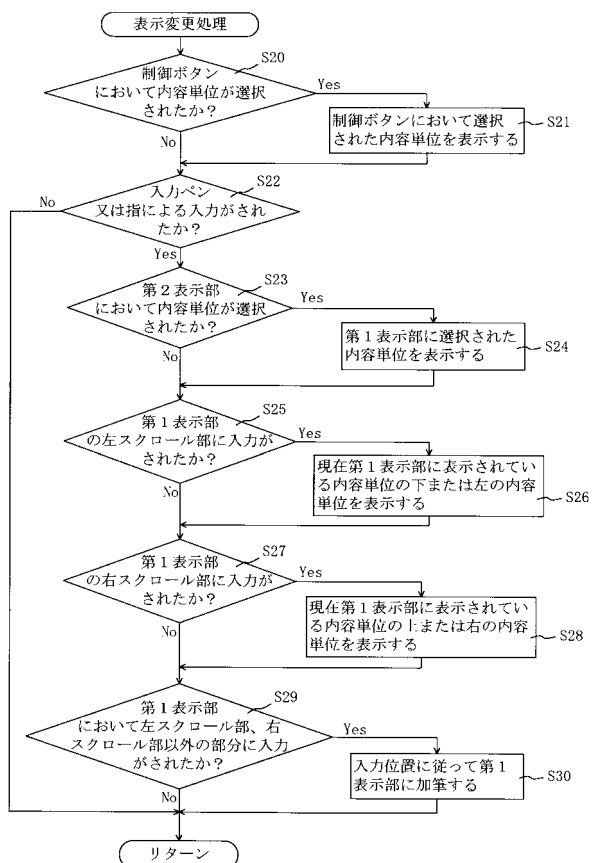 表示変更処理
S20
制御ボタン
において内容単位が選択
されたか？
Yes
制御ボタンにおいて選択
された内容単位を表示する
S21
No
S22
入力ペン
又は指による入力がされ
たか？
No
Yes
S23
第２表示部
において内容単位が選択
されたか？
Yes
第１表示部に選択された
内容単位を表示する
S24
No
S25
第１表示部
の左スクロール部に入力が
されたか？
Yes
現在第１表示部に表示されてい
る内容単位の下または左の内容
単位を表示する
S26
No
S27
第１表示部
の右スクロール部に入力が
されたか？
Yes
現在第１表示部に表示されてい
る内容単位の上または右の内容
単位を表示する
S28
No
S29
第１表示部
において左スクロール部、右
スクロール部以外の部分に入力
がされたか？
Yes
入力位置に従って第１
表示部に加筆する
S30
No
リターン